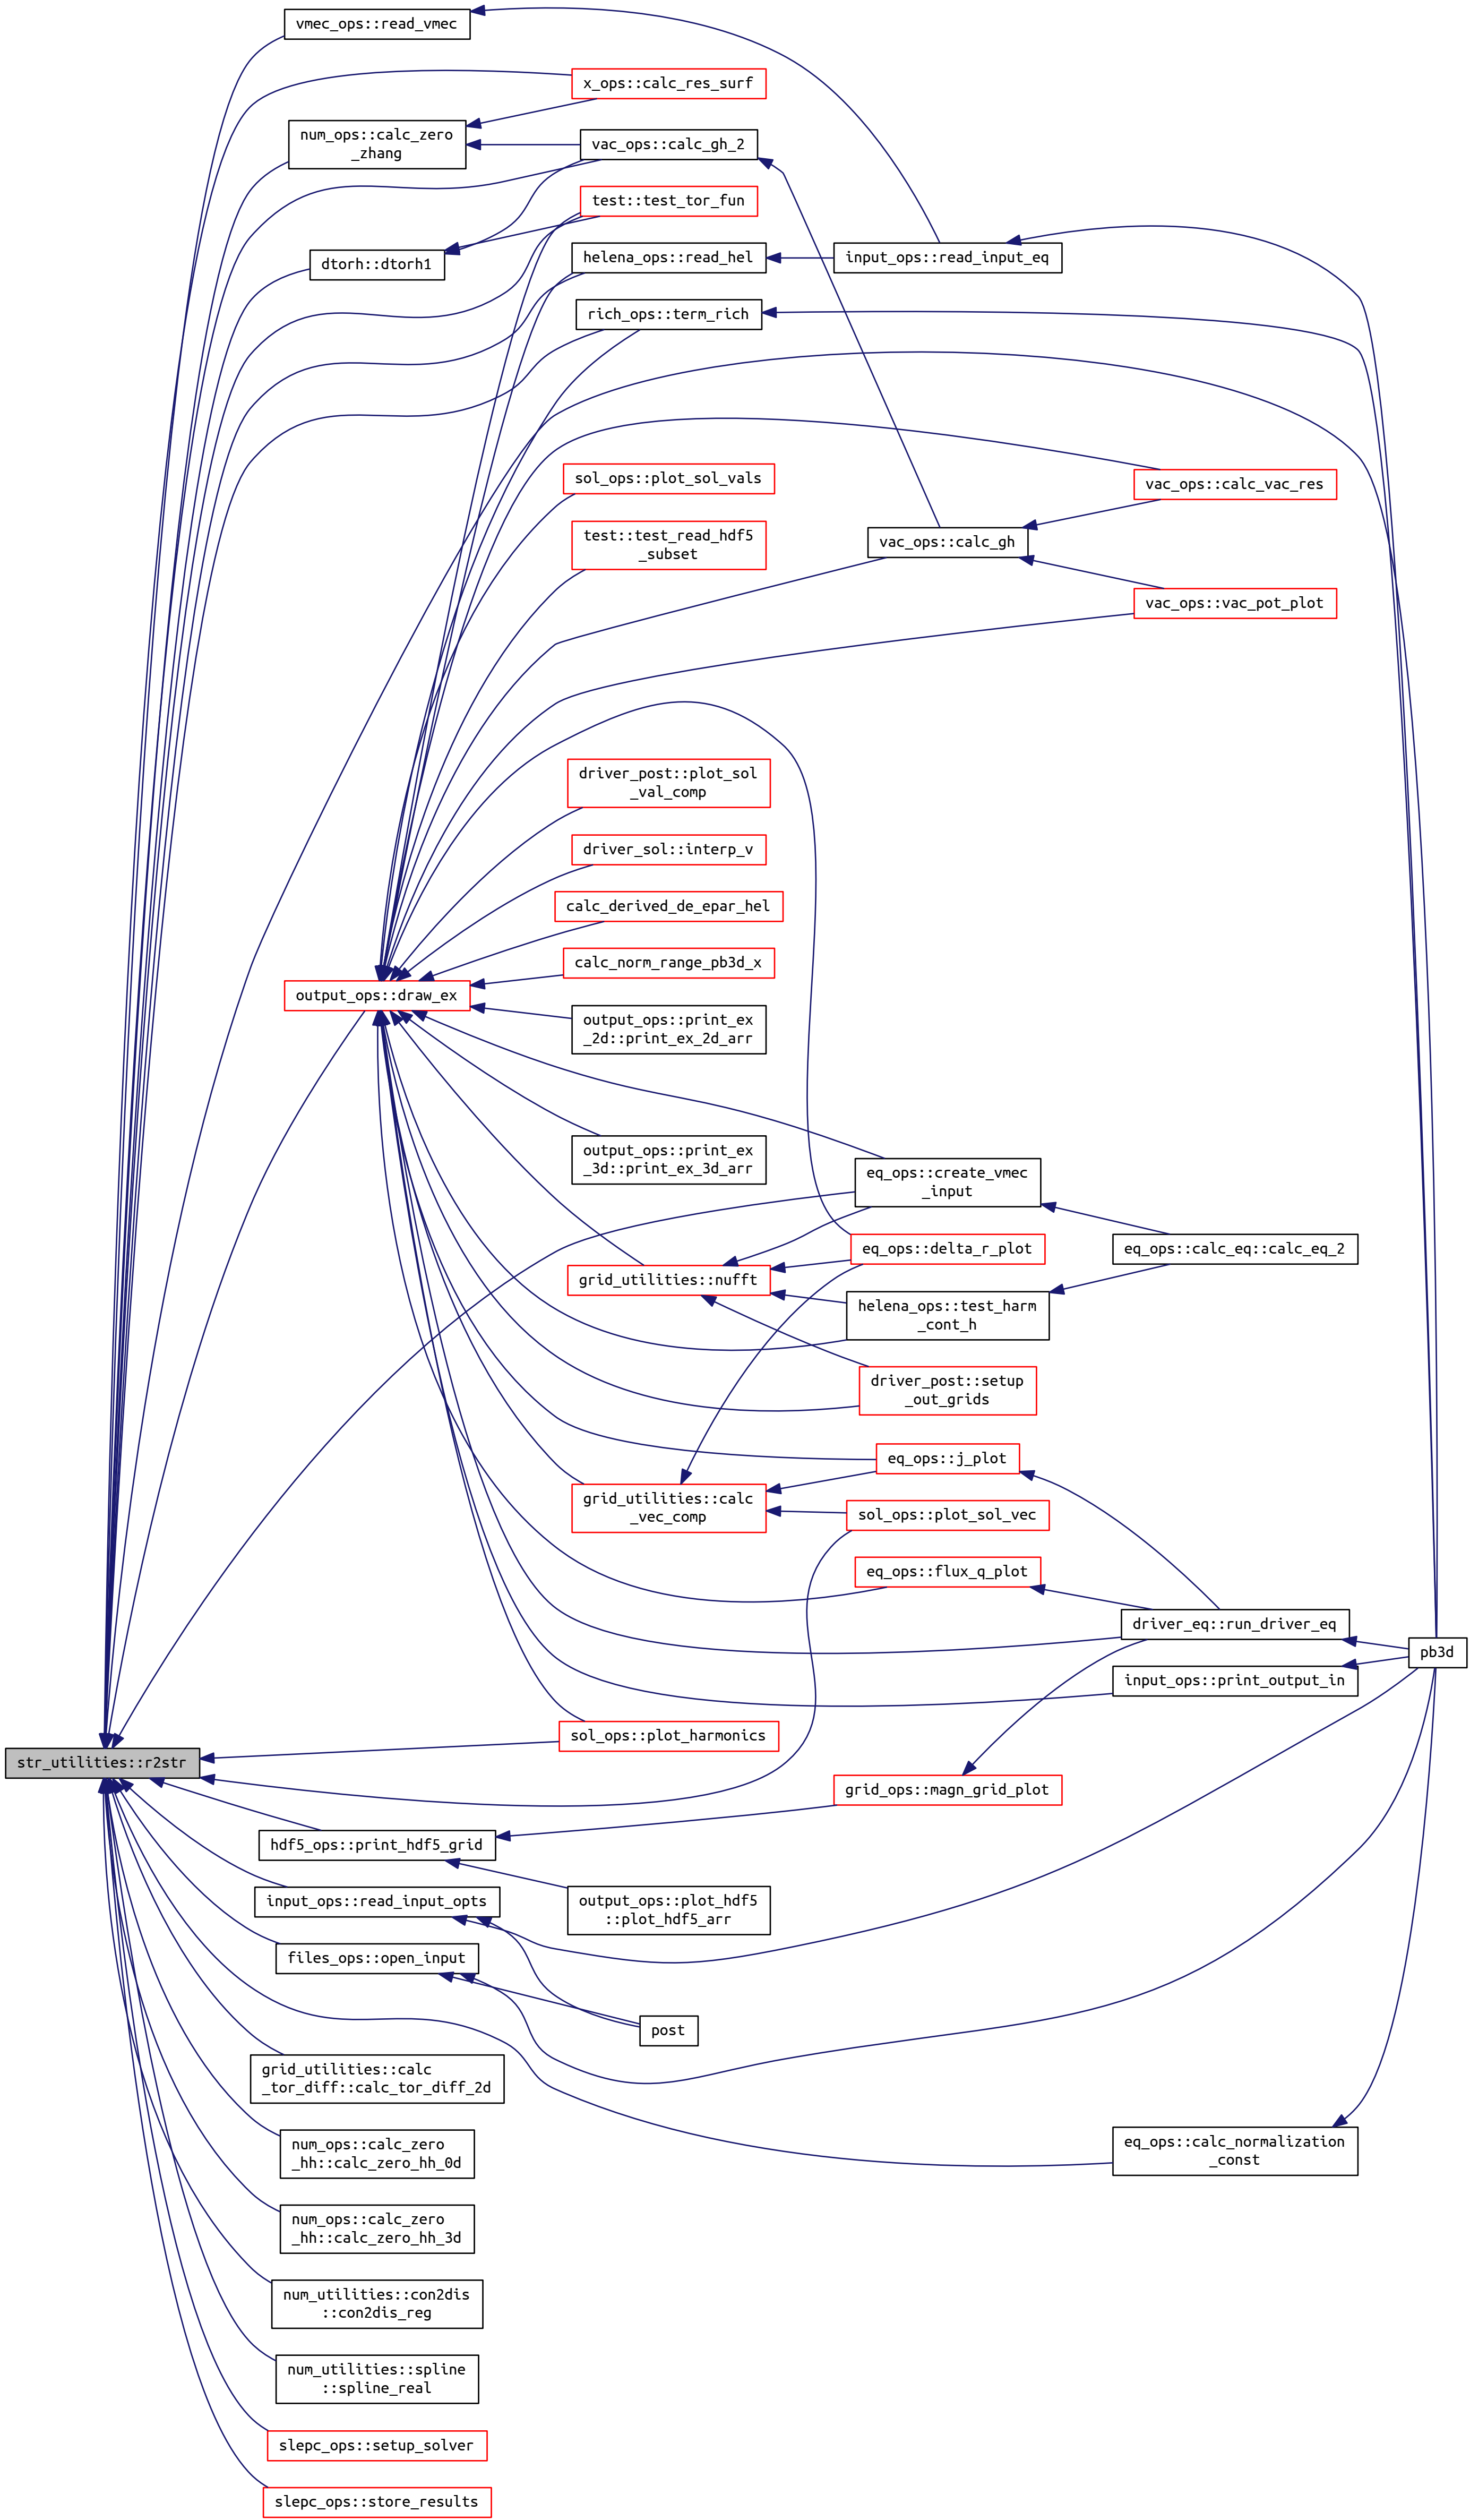 vmec_ops::read_vmec
x_ops::calc_res_surf
num_ops::calc_zero
_zhang
vac_ops::calc_gh_2
test::test_tor_fun
dtorh::dtorh1
helena_ops::read_hel
input_ops::read_input_eq
rich_ops::term_rich
sol_ops::plot_sol_vals
vac_ops::calc_vac_res
test::test_read_hdf5
_subset
vac_ops::calc_gh
vac_ops::vac_pot_plot
driver_post::plot_sol
_val_comp
driver_sol::interp_v
calc_derived_de_epar_hel
calc_norm_range_pb3d_x
output_ops::draw_ex
output_ops::print_ex
_2d::print_ex_2d_arr
output_ops::print_ex
_3d::print_ex_3d_arr
eq_ops::create_vmec
_input
eq_ops::delta_r_plot
eq_ops::calc_eq::calc_eq_2
grid_utilities::nufft
helena_ops::test_harm
_cont_h
driver_post::setup
_out_grids
eq_ops::j_plot
grid_utilities::calc
_vec_comp
sol_ops::plot_sol_vec
eq_ops::flux_q_plot
driver_eq::run_driver_eq
pb3d
input_ops::print_output_in
sol_ops::plot_harmonics
str_utilities::r2str
grid_ops::magn_grid_plot
hdf5_ops::print_hdf5_grid
input_ops::read_input_opts
output_ops::plot_hdf5
::plot_hdf5_arr
files_ops::open_input
post
grid_utilities::calc
_tor_diff::calc_tor_diff_2d
eq_ops::calc_normalization
_const
num_ops::calc_zero
_hh::calc_zero_hh_0d
num_ops::calc_zero
_hh::calc_zero_hh_3d
num_utilities::con2dis
::con2dis_reg
num_utilities::spline
::spline_real
slepc_ops::setup_solver
slepc_ops::store_results